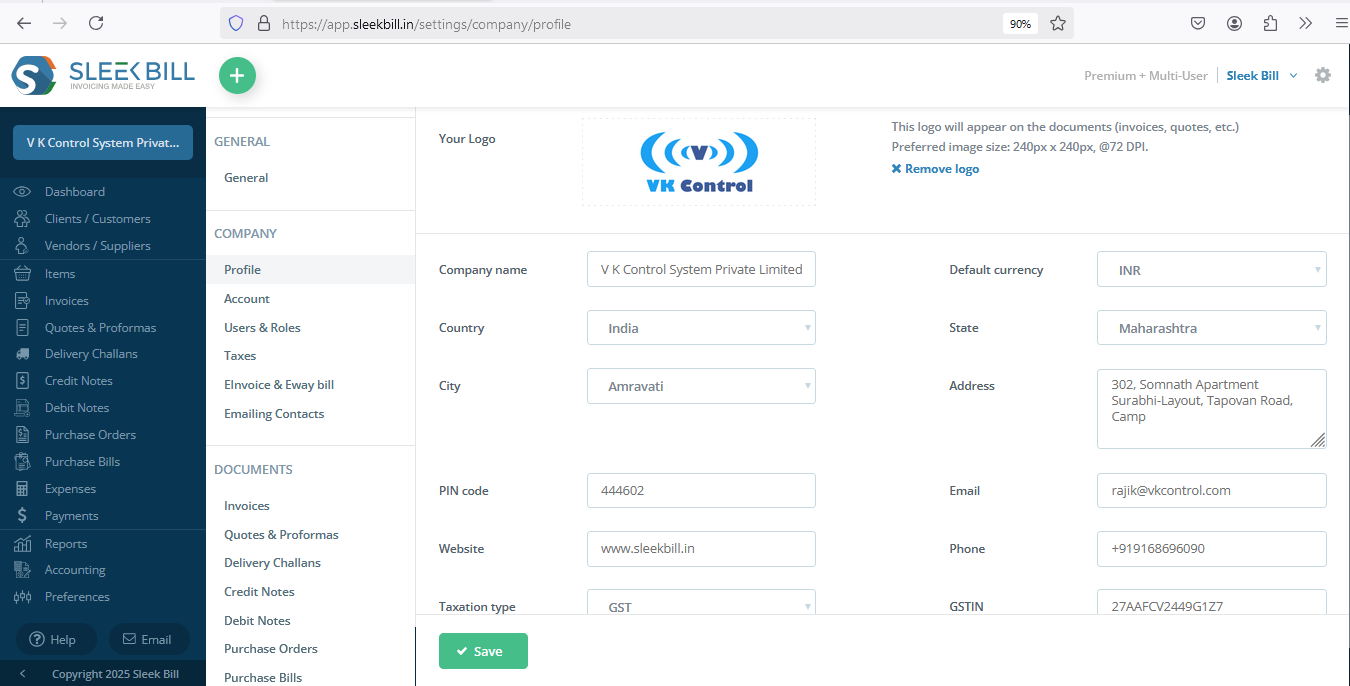 https://app.sleekbill.in/settings/company/profile
90%
SLEEK BILL
INVOICING MADE EASY
Premium + Multi-User
Sleek Bill
V K Control System Privat...
Dashboard
Clients / Customers
Vendors / Suppliers
Items
Invoices
Quotes & Proformas
Delivery Challans
Credit Notes
Debit Notes
Purchase Orders
Purchase Bills
Expenses
Payments
Reports
Accounting
Preferences
Help
Email
Copyright 2025 Sleek Bill
GENERAL
General
COMPANY
Profile
Account
Users & Roles
Taxes
EInvoice & Eway bill
Emailing Contacts
DOCUMENTS
Invoices
Quotes & Proformas
Delivery Challans
Credit Notes
Debit Notes
Purchase Orders
Purchase Bills
Your Logo
V
VK Control
This logo will appear on the documents (invoices, quotes, etc.)
Preferred image size: 240px x 240px, @72 DPI.
Remove logo
Company name
V K Control System Private Limited
Default currency
INR
Country
India
State
Maharashtra
City
Amravati
Address
302, Somnath Apartment
Surabhi-Layout, Tapovan Road,
Camp
PIN code
444602
Email
rajik@vkcontrol.com
Website
www.sleekbill.in
Phone
+919168696090
Taxation type
GST
GSTIN
27AAFCV2449G1Z7
Save